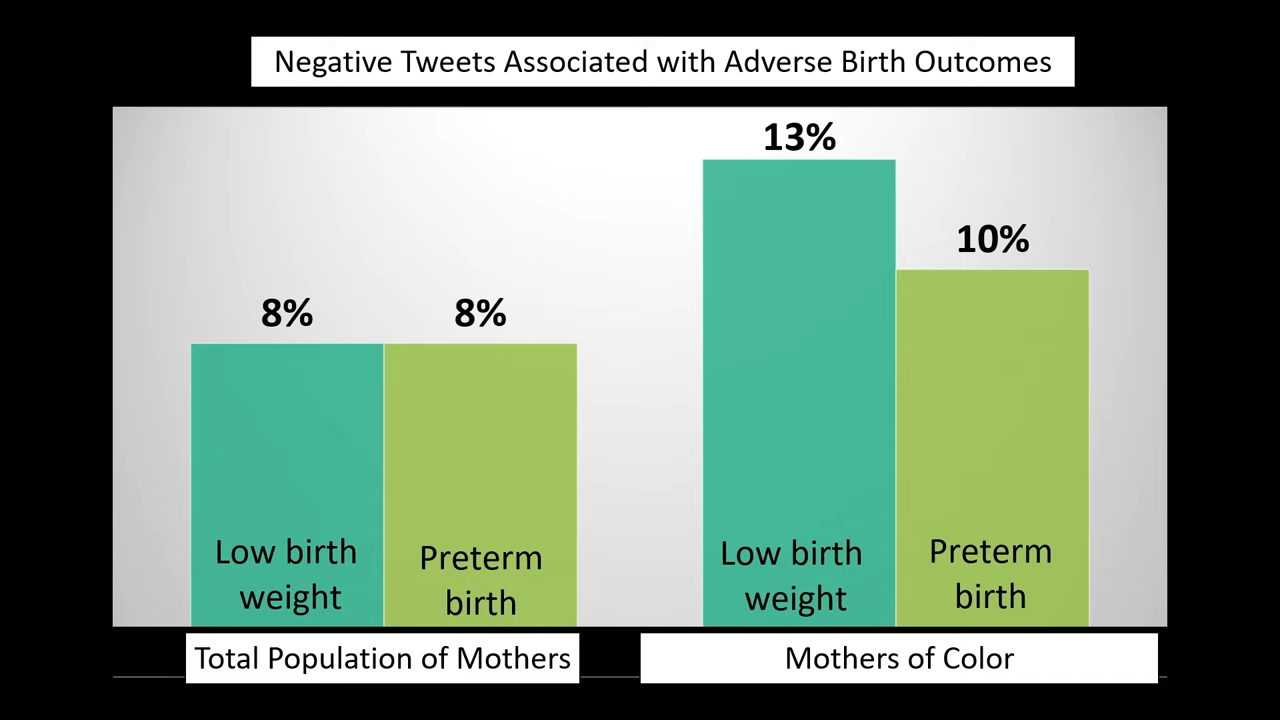 Negative Tweets Associated with Adverse Birth Outcomes
13%
10%
8%
8%
Low birth
weight
Preterm
birth
Low birth
weight
Preterm
birth
Total Population of Mothers
Mothers of Color